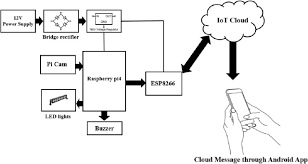 12V
Power Supply
Bridge rectifier
IoT Cloud
Pi Cam
Raspberry pi4
ESP8266
LED lights
Buzzer
Cloud Message through Android App